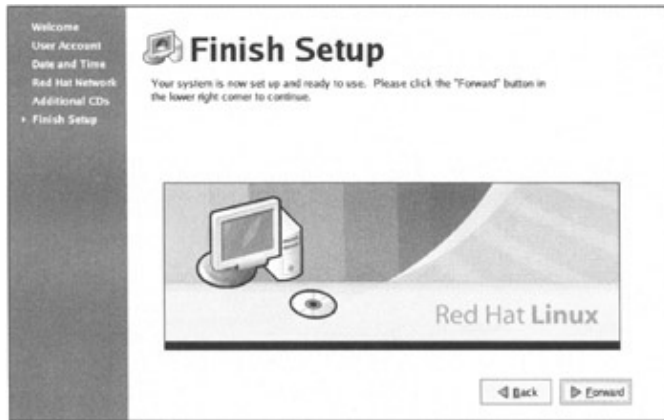 Welcome
User Account
Date and Time
Red Hat Network
Additional CDs
Finish Setup
Finish Setup
Your system is now set up and ready to use. Please click the "Forward" button in
the lower right corner to continue.
Red Hat Linux
Back
Forward